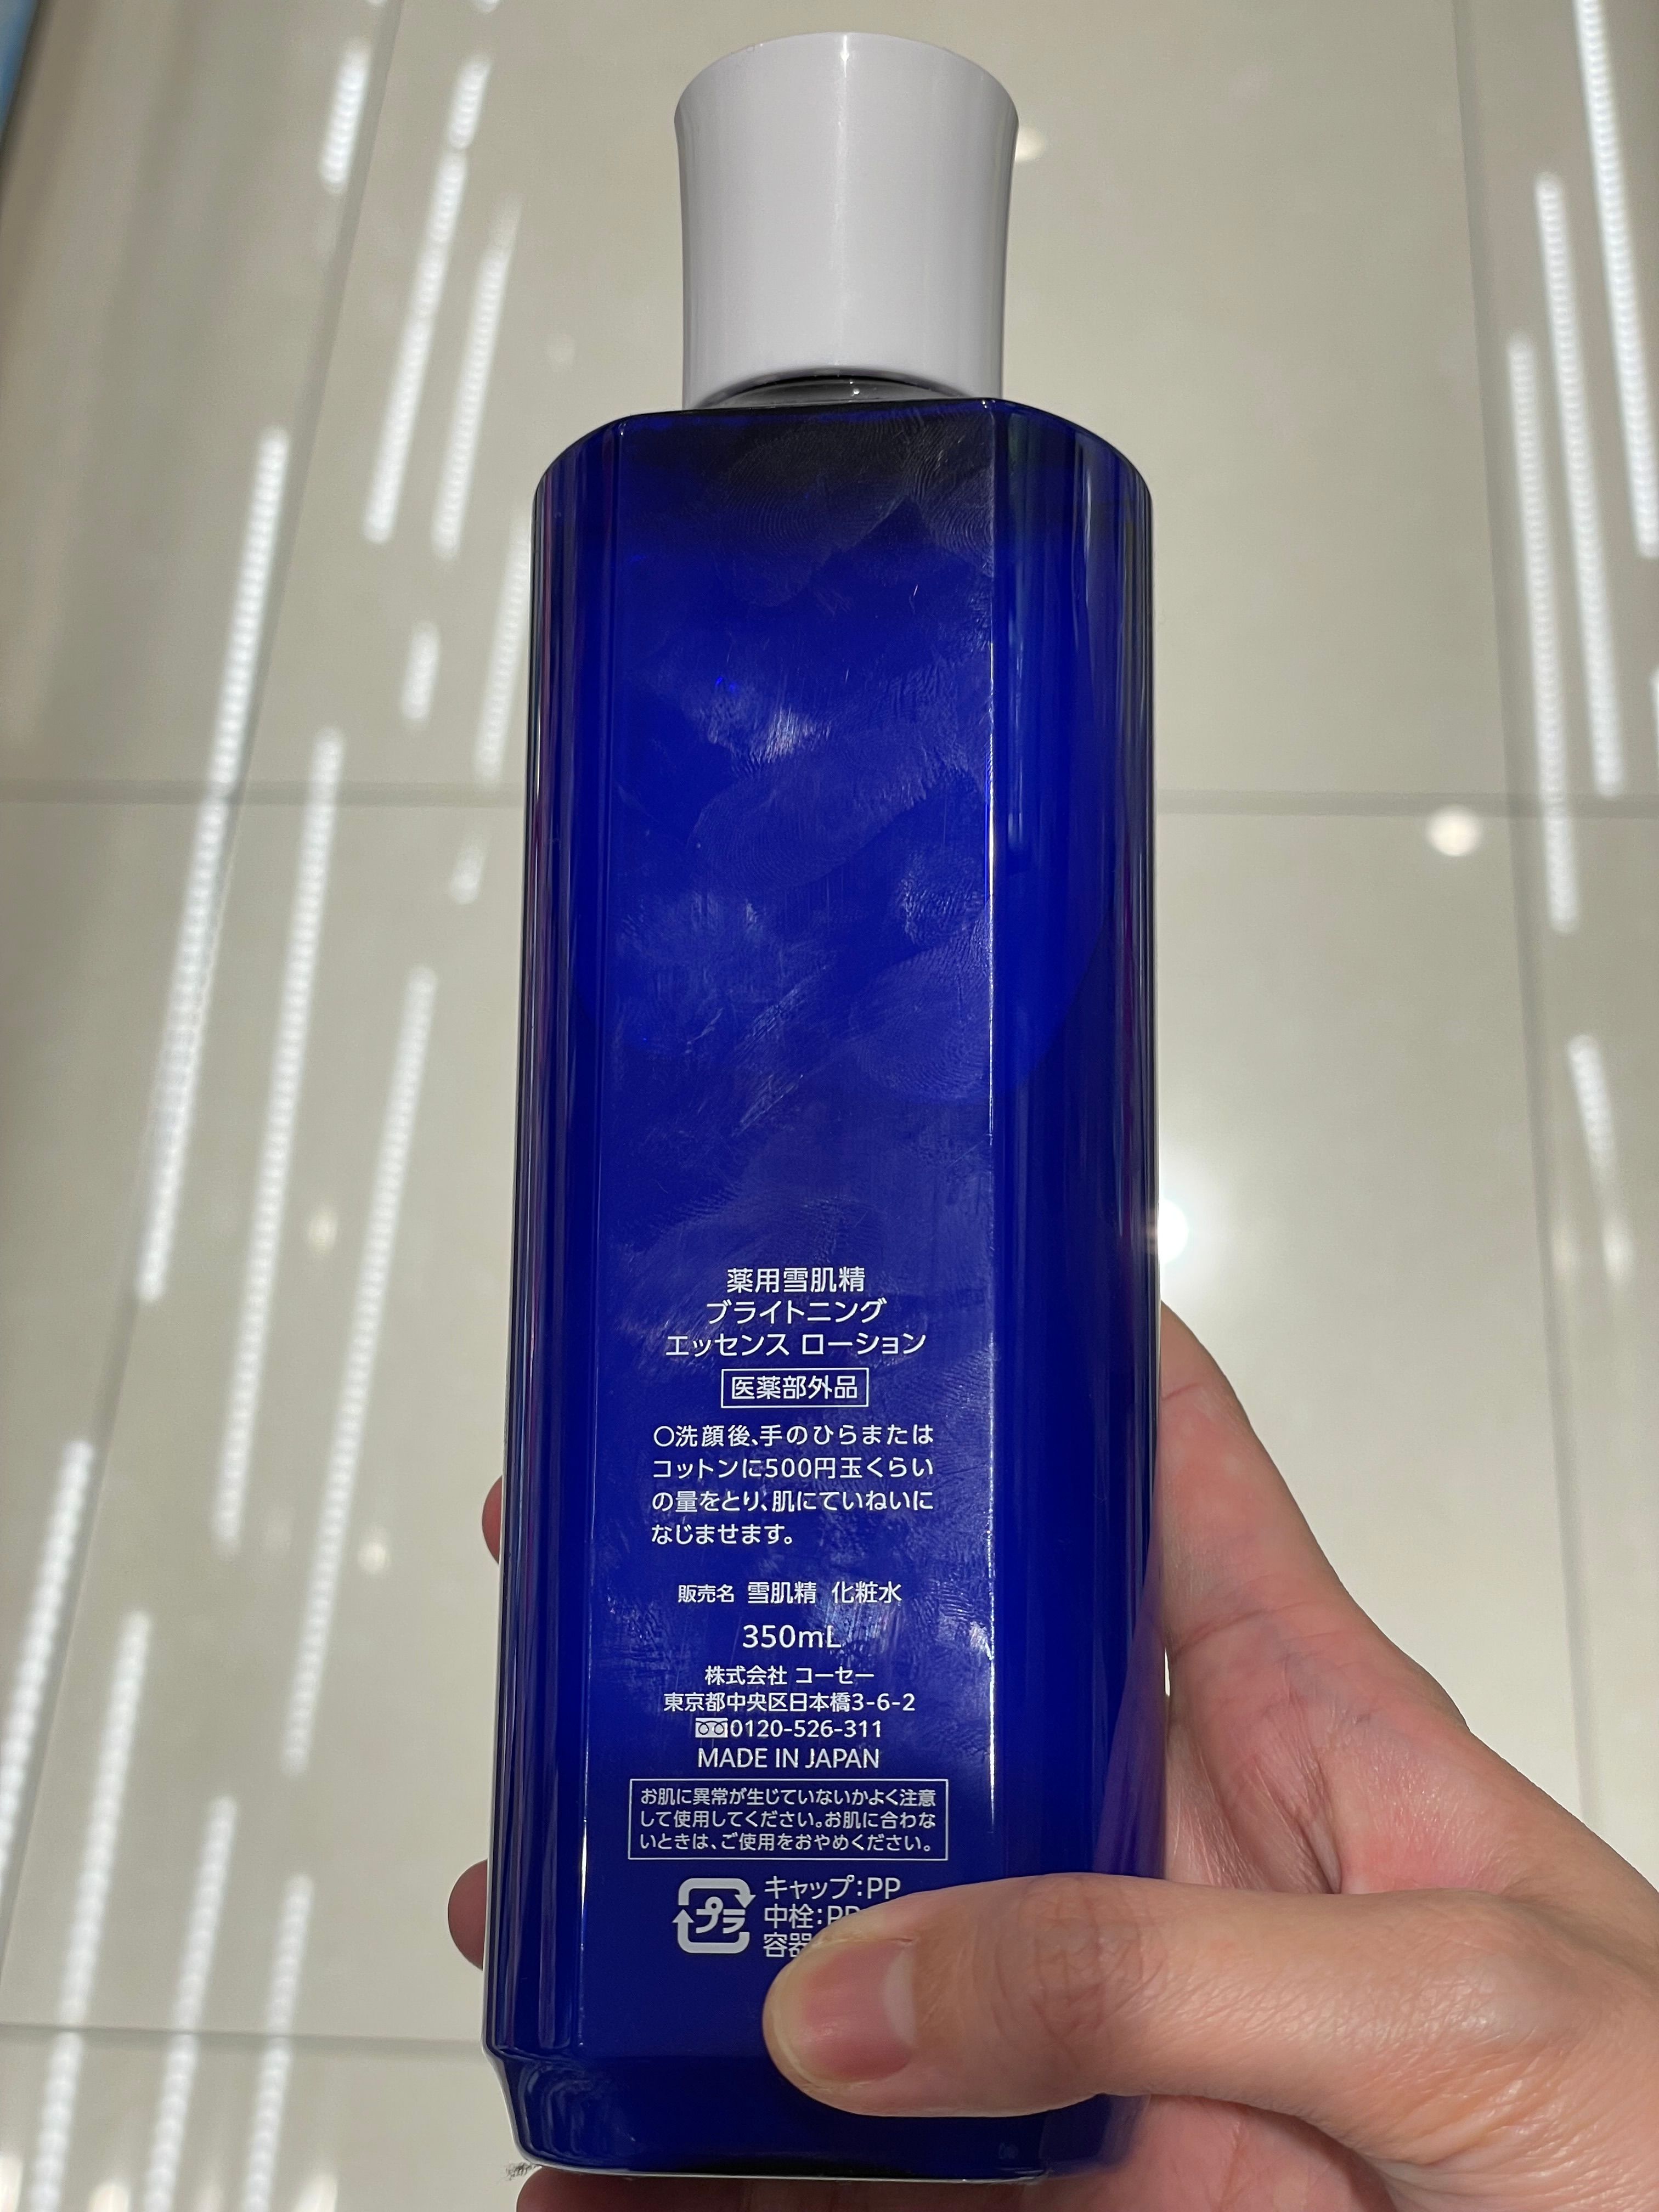 薬用雪肌精
ブライトニング
エッセンス ローション
医薬部外品
〇洗顔後、手のひらまたは
コットンに500円玉くらい
の量をとり、肌にていねいに
なじませます。
販売名 雪肌精 化粧水
350mL
株式会社 コーセー
東京都中央区日本橋3-6-2
0120-526-311
MADE IN JAPAN
お肌に異常が生じていないかよく注意
して使用してください。お肌に合わな
いときは、ご使用をおやめください。
プラ
キャップ:PP
中栓:PP
容器